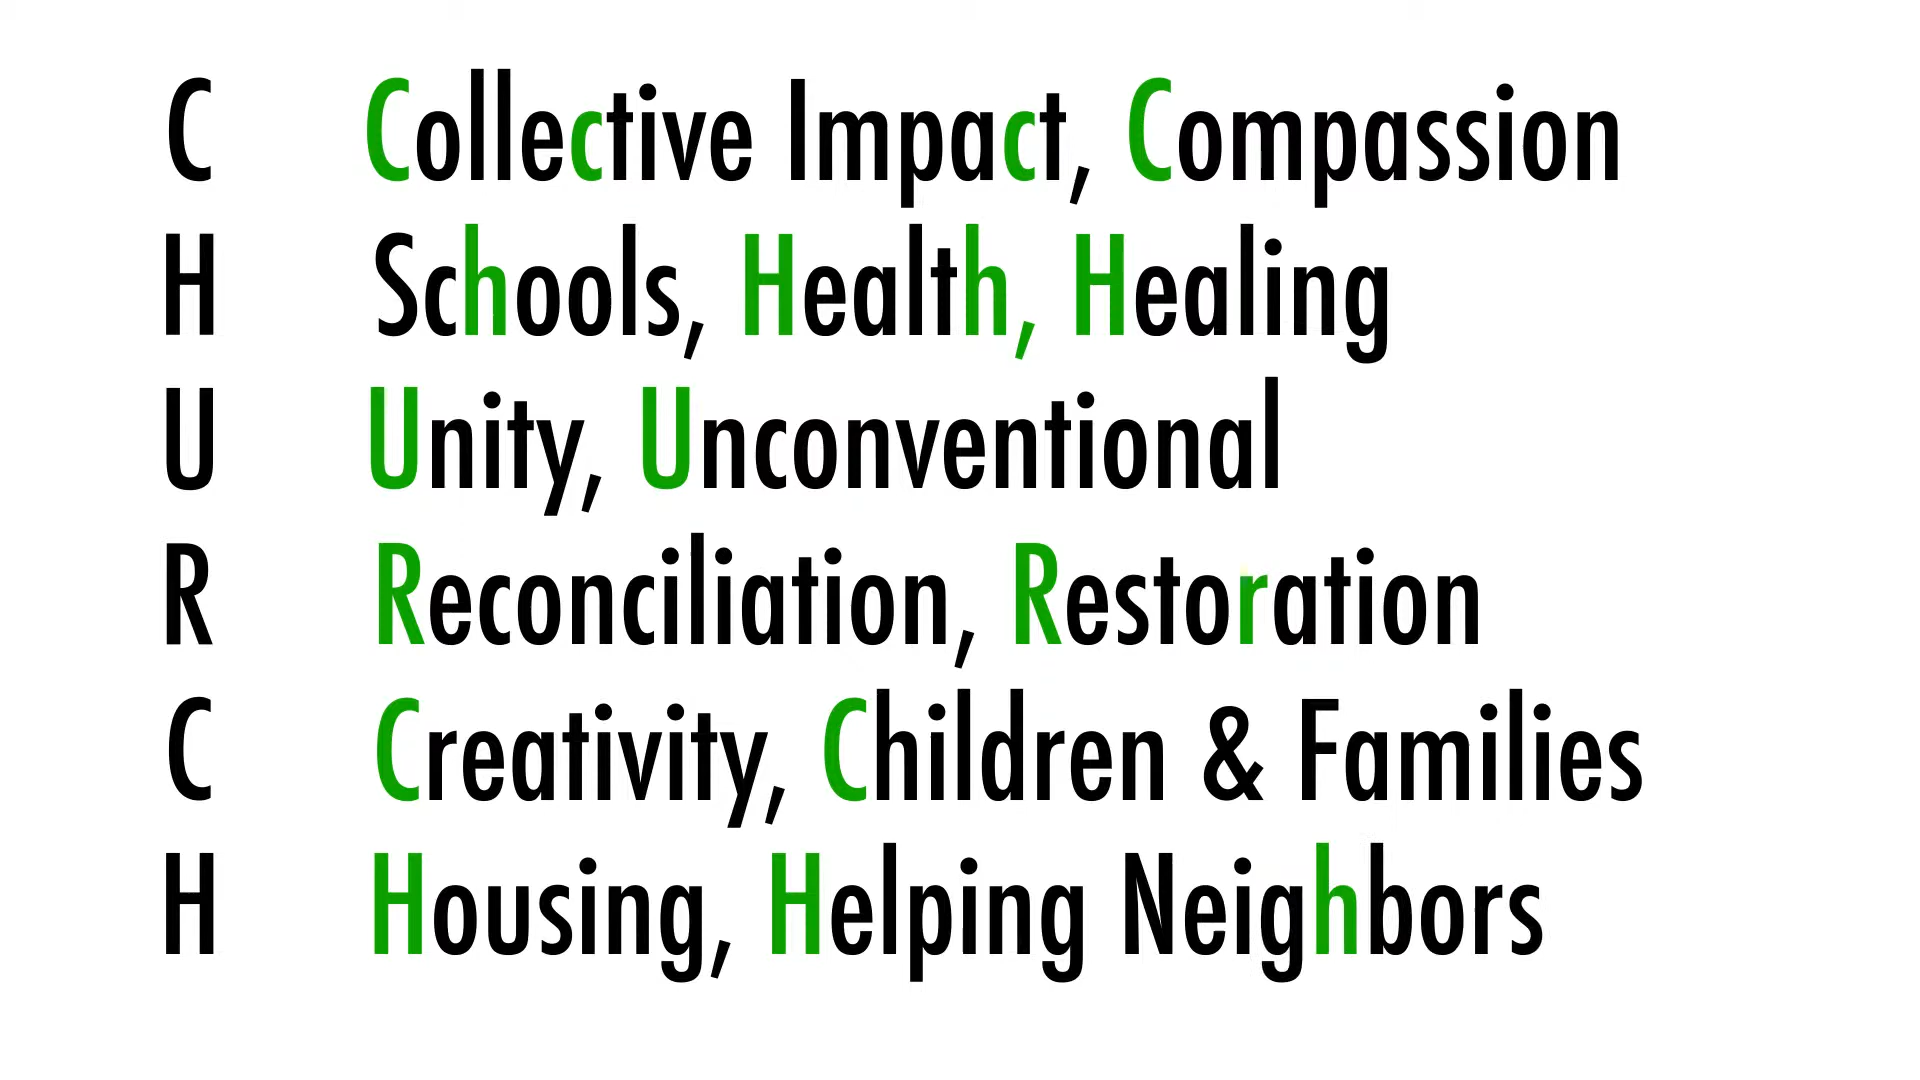 C Collective Impact, Compassion
H Schools, Health, Healing
U Unity, Unconventional
R Reconciliation, Restoration
C Creativity, Children & Families
H Housing, Helping Neighbors